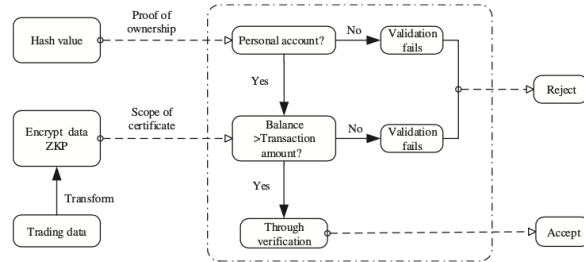 Hash value
Proof of
ownership
Personal account?
No
Validation
fails
Yes
Reject
Encrypt data
ZKP
Scope of
certificate
Balance
>Transaction
amount?
No
Validation
fails
Transform
Yes
Trading data
Through
verification
Accept